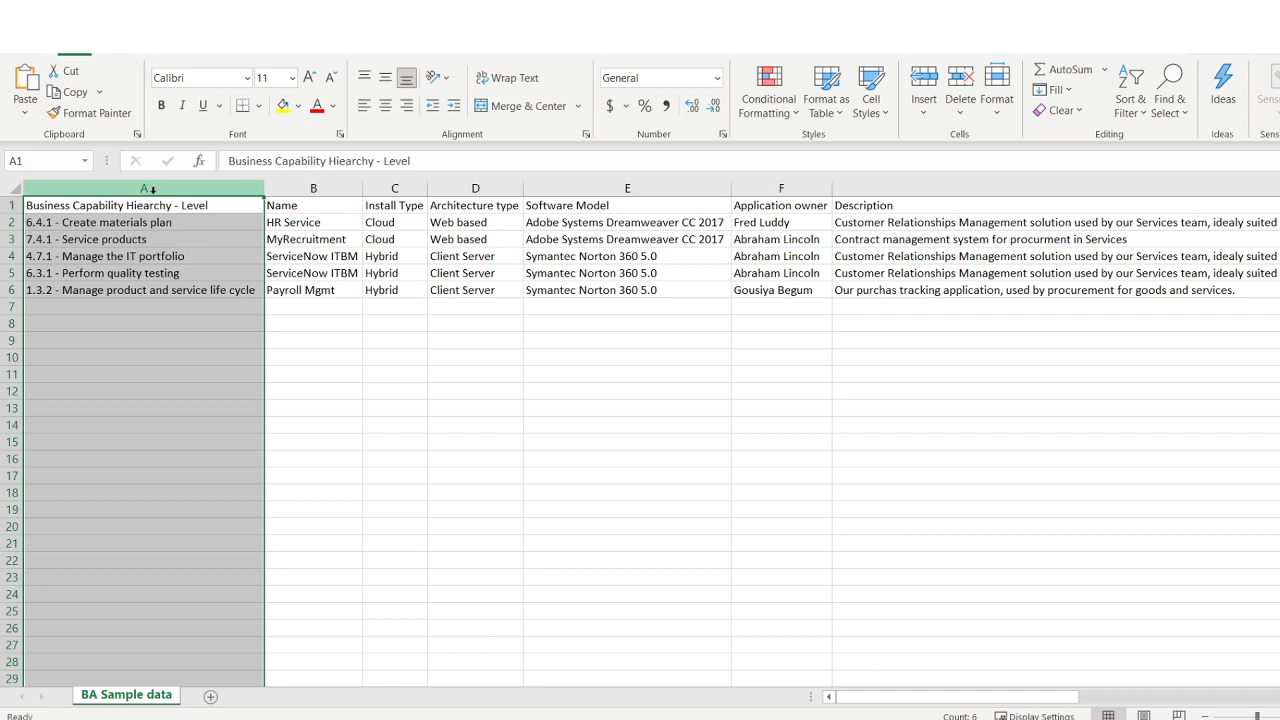 Cut
Calibri 11
Wrap Text
General
AutoSum
Copy
Fill
Paste
Format Painter
Merge & Center
Conditional Formatting
Format as Table
Cell Styles
Insert
Delete
Format
Clear
Sort & Filter
Find & Select
Ideas
Clipboard
Font
Alignment
Number
Styles
Cells
Editing
Ideas
A1 fx Business Capability Hiearchy - Level
A B C D E F
1 Business Capability Hiearchy - Level Name Install Type Architecture type Software Model Application owner Description
2 6.4.1 - Create materials plan HR Service Cloud Web based Adobe Systems Dreamweaver CC 2017 Fred Luddy Customer Relationships Management solution used by our Services team, idealy suited
3 7.4.1 - Service products MyRecruitment Cloud Web based Adobe Systems Dreamweaver CC 2017 Abraham Lincoln Contract management system for procurment in Services
4 4.7.1 - Manage the IT portfolio ServiceNow ITBM Hybrid Client Server Symantec Norton 360 5.0 Abraham Lincoln Customer Relationships Management solution used by our Services team, idealy suited
5 6.3.1 - Perform quality testing ServiceNow ITBM Hybrid Client Server Symantec Norton 360 5.0 Abraham Lincoln Customer Relationships Management solution used by our Services team, idealy suited
6 1.3.2 - Manage product and service life cycle Payroll Mgmt Hybrid Client Server Symantec Norton 360 5.0 Gousiya Begum Our purchas tracking application, used by procurement for goods and services.
7
8
9
10
11
12
13
14
15
16
17
18
19
20
21
22
23
24
25
26
27
28
29
BA Sample data
Ready Count: 6 Display Settings